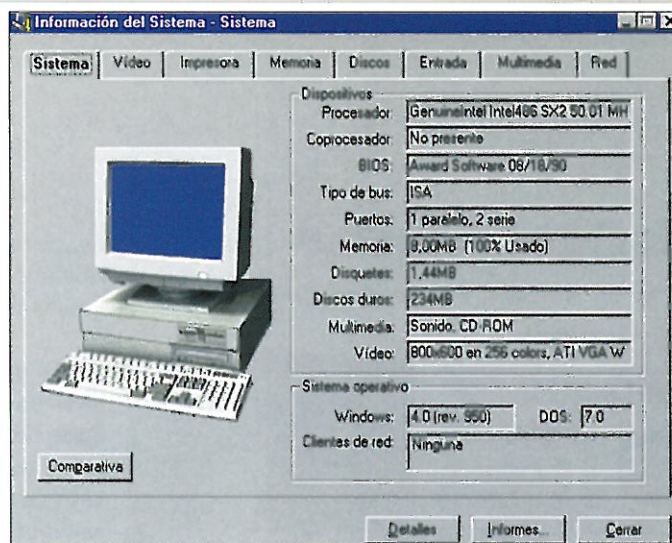 Información del Sistema - Sistema
Sistema Vídeo Impresora Memoria Discos Entrada Multimedia Red
Dispositivos
Procesador: GenuineIntel Intel486 SX2 50.01 MH
Coprocesador: No presente
BIOS: Award Software 08/18/90
Tipo de bus: ISA
Puertos: 1 paralelo, 2 serie
Memoria: 8,00MB (100% Usado)
Disquetes: 1,44MB
Discos duros: 234MB
Multimedia: Sonido, CD-ROM
Vídeo: 800x600 en 256 colors, ATI VGA W
Sistema operativo
Windows: 4.0 (rev. 950) DOS: 7.0
Clientes de red: Ninguna
Comparativa
Detalles Informes... Cerrar